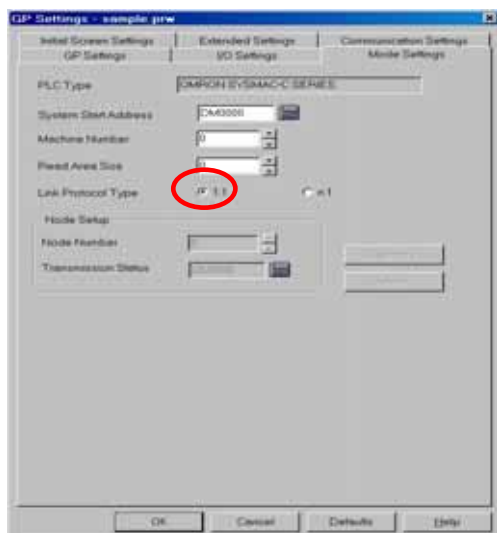 GP Settings - sample.prw
Initial Screen Settings Extended Settings Communication Settings
GP Settings I/O Settings Mode Settings
PLC Type OMRON SYSMAC-C SERIES
System Start Address DM0000
Machine Number 0
Read Area Size 0
Link Protocol Type 1:1 n:1
Node Setup
Node Number
Transmission Status
OK Cancel Defaults Help